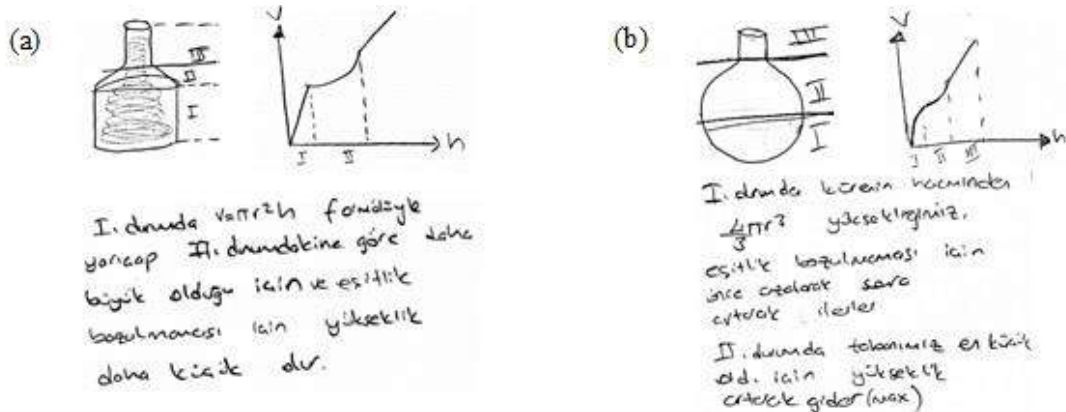 (a)
III
II
I
V
h
I II
I. durumda V=πr²h formülüyle
yarıçap II. durumdakine göre daha
büyük olduğu için ve eşitlik
bozulmaması için yükseklik
daha küçük olur.
(b)
III
II
I
V
h
I II III
I. durumda kürenin hacminden
4/3 πr³ yüksekliğimiz,
eşitlik bozulmaması için
önce azalarak sonra
artarak ilerler
II. durumda tabanımız en küçük
old. için yükseklik
artarak gider (max)